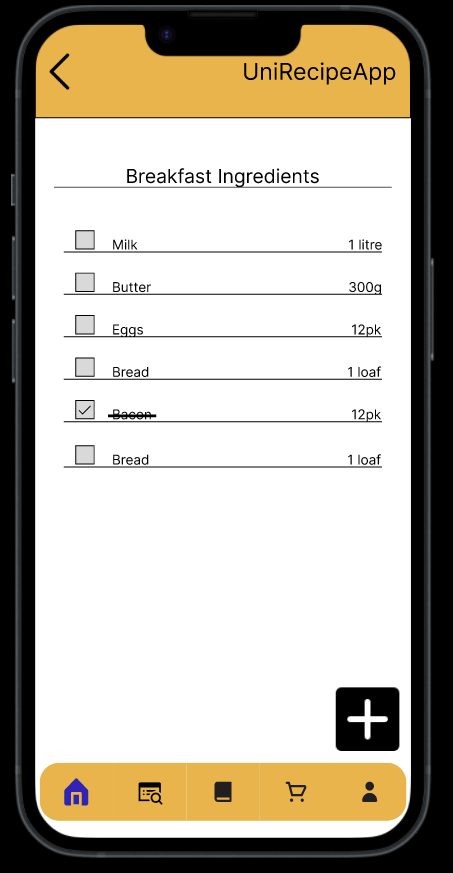 UniRecipeApp
Breakfast Ingredients
Milk 1 litre
Butter 300g
Eggs 12pk
Bread 1 loaf
Bacon 12pk
Bread 1 loaf